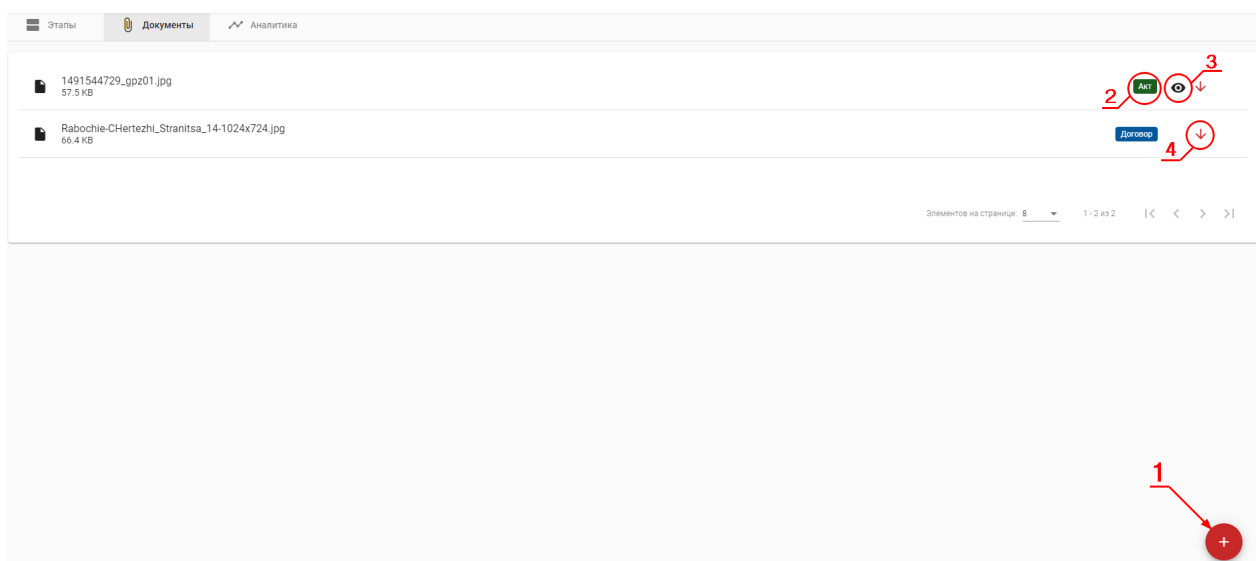 Этапы Документы Аналитика
3
1491544729_gpz01.jpg Акт
57.5 KB
2
Rabochie-CHertezhi_Stranitsa_14-1024x724.jpg Договор
66.4 KB
4
Элементов на странице: 8 1 - 2 из 2
1